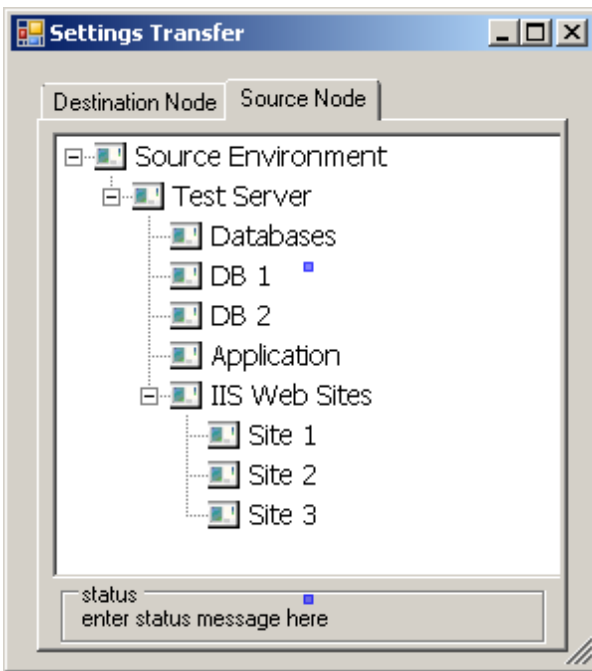 Settings Transfer
Destination Node Source Node
Source Environment
Test Server
Databases
DB 1
DB 2
Application
IIS Web Sites
Site 1
Site 2
Site 3
status
enter status message here